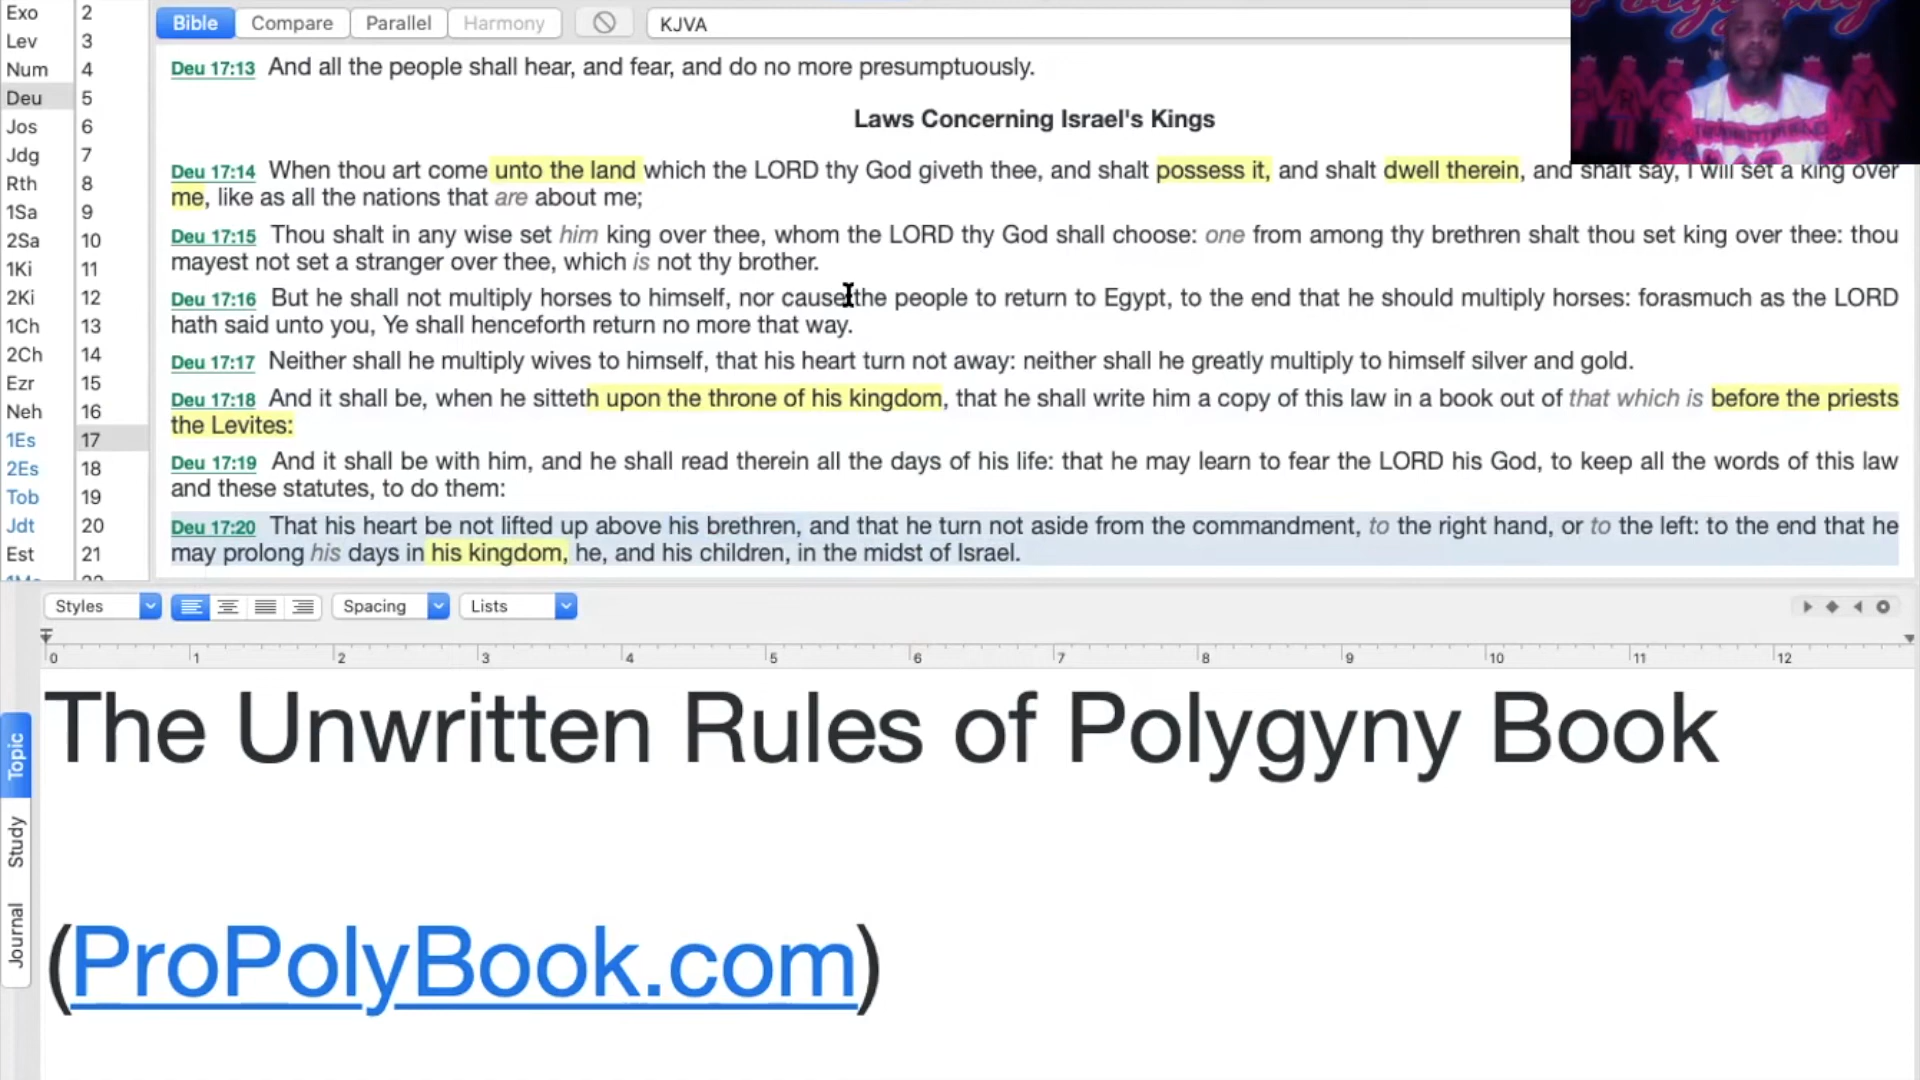 Exo 2
Bible Compare Parallel Harmony KJVA
Lev 3
Num 4
Deu 5
Jos 6
Jdg 7
Rth 8
1Sa 9
2Sa 10
1Ki 11
2Ki 12
1Ch 13
2Ch 14
Ezr 15
Neh 16
1Es 17
2Es 18
Tob 19
Jdt 20
Est 21
Deu 17:13 And all the people shall hear, and fear, and do no more presumptuously.
Laws Concerning Israel's Kings
Deu 17:14 When thou art come unto the land which the LORD thy God giveth thee, and shalt possess it, and shalt dwell therein, and shalt say, I will set a king over
me, like as all the nations that are about me;
Deu 17:15 Thou shalt in any wise set him king over thee, whom the LORD thy God shall choose: one from among thy brethren shalt thou set king over thee: thou
mayest not set a stranger over thee, which is not thy brother.
Deu 17:16 But he shall not multiply horses to himself, nor cause the people to return to Egypt, to the end that he should multiply horses: forasmuch as the LORD
hath said unto you, Ye shall henceforth return no more that way.
Deu 17:17 Neither shall he multiply wives to himself, that his heart turn not away: neither shall he greatly multiply to himself silver and gold.
Deu 17:18 And it shall be, when he sitteth upon the throne of his kingdom, that he shall write him a copy of this law in a book out of that which is before the priests
the Levites:
Deu 17:19 And it shall be with him, and he shall read therein all the days of his life: that he may learn to fear the LORD his God, to keep all the words of this law
and these statutes, to do them:
Deu 17:20 That his heart be not lifted up above his brethren, and that he turn not aside from the commandment, to the right hand, or to the left: to the end that he
may prolong his days in his kingdom, he, and his children, in the midst of Israel.
Styles Spacing Lists
0 1 2 3 4 5 6 7 8 9 10 11 12
Topic
Study
Journal
The Unwritten Rules of Polygyny Book
(ProPolyBook.com)